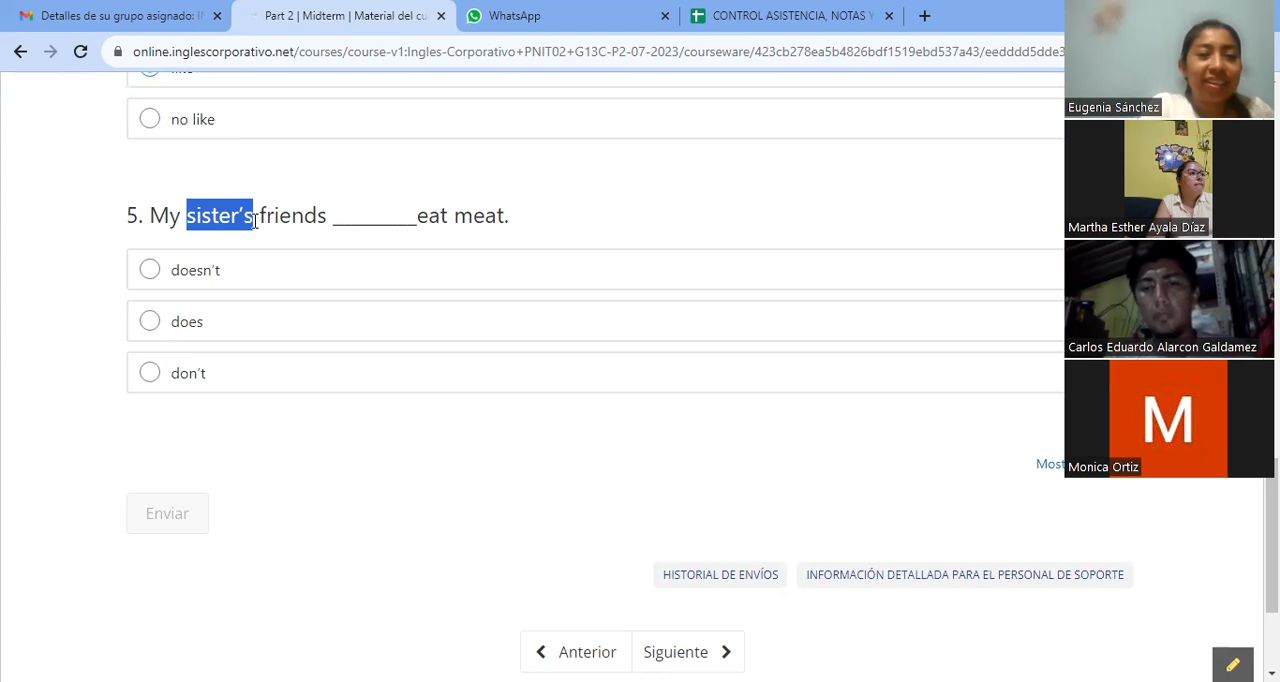 Detalles de su grupo asignado: I
Part 2 | Midterm | Material del cu
WhatsApp
CONTROL ASISTENCIA, NOTAS Y
online.inglescorporativo.net/courses/course-v1:Ingles-Corporativo+PNIT02+G13C-P2-07-2023/courseware/423cb278ea5b4826bdf1519ebd537a43/eedddd5dde3
Eugenia Sánchez
no like
5. My sister's friends ________eat meat.
Martha Esther Ayala Díaz
doesn't
does
Carlos Eduardo Alarcon Galdamez
don't
M
Most
Monica Ortiz
Enviar
HISTORIAL DE ENVÍOS
INFORMACIÓN DETALLADA PARA EL PERSONAL DE SOPORTE
Anterior
Siguiente